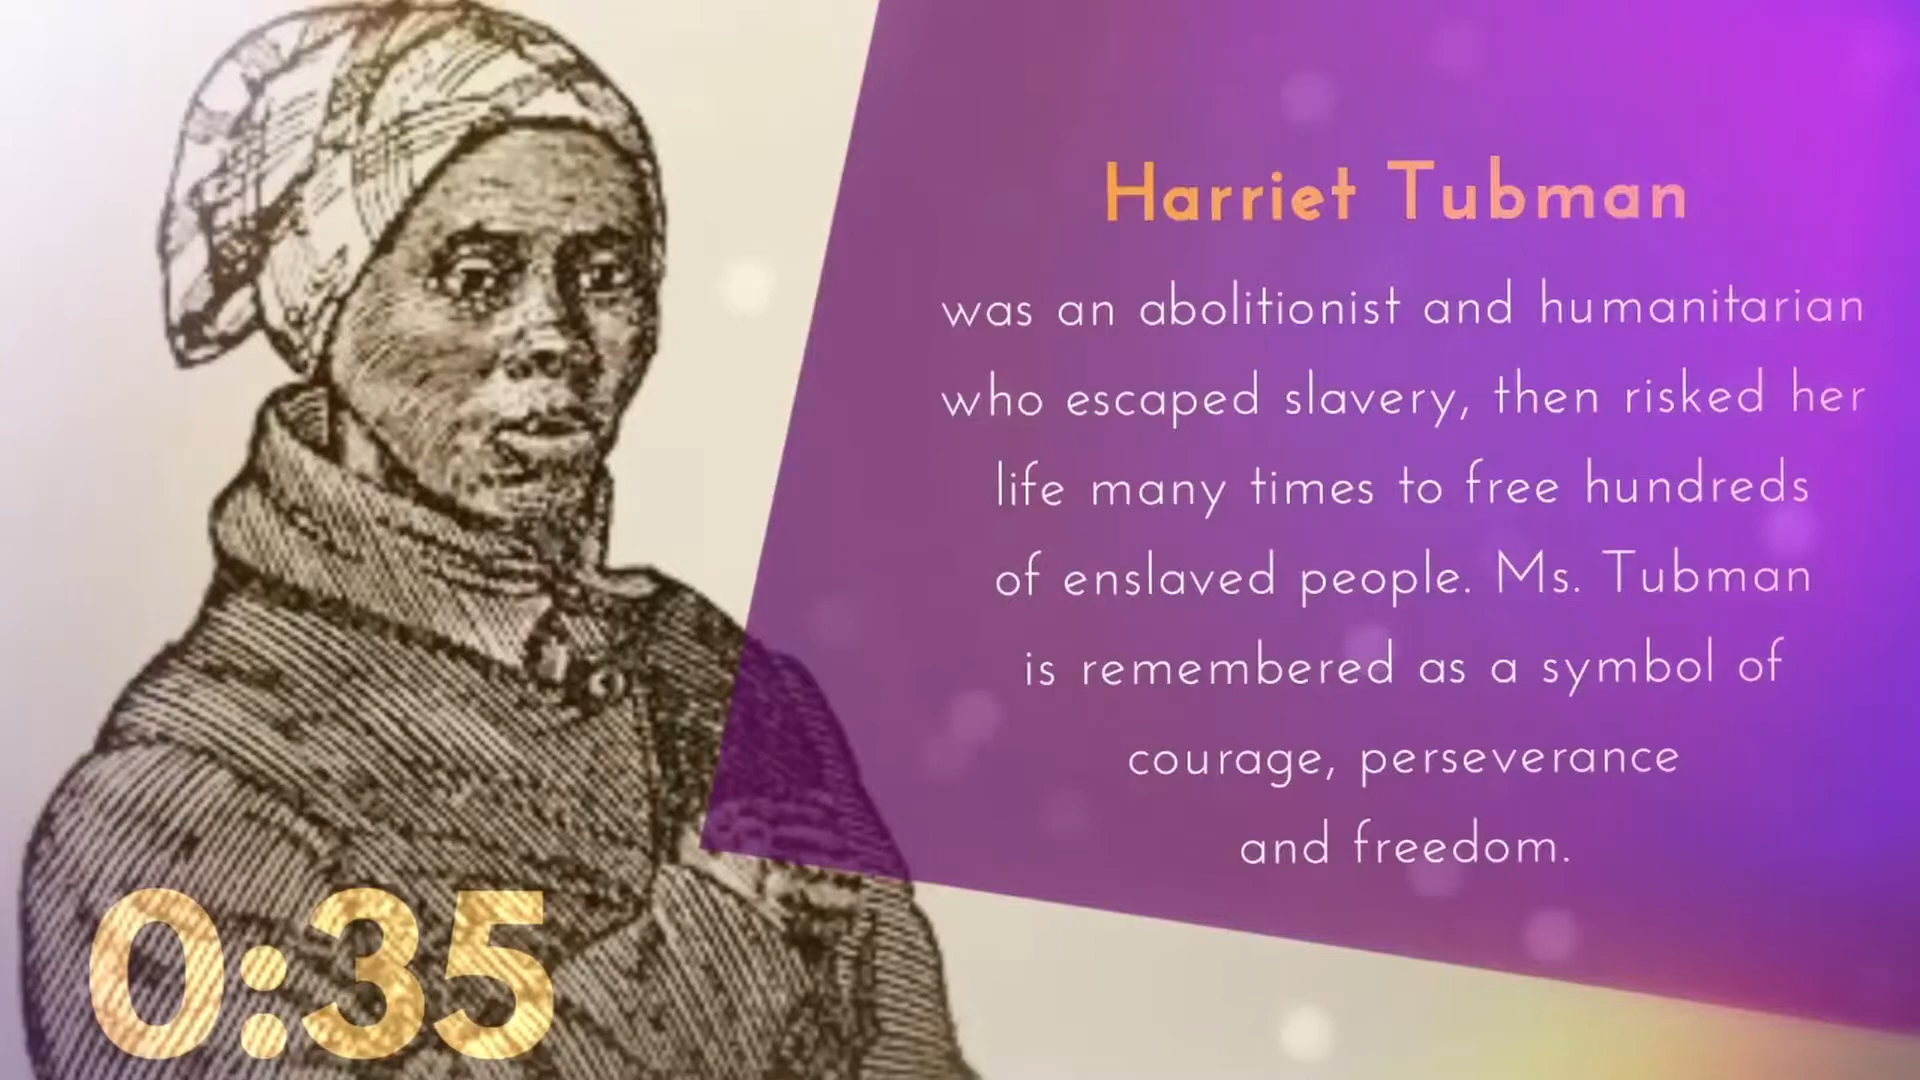 Harriet Tubman
was an abolitionist and humanitarian
who escaped slavery, then risked her
life many times to free hundreds
of enslaved people. Ms. Tubman
is remembered as a symbol of
courage, perseverance
and freedom.
0:35